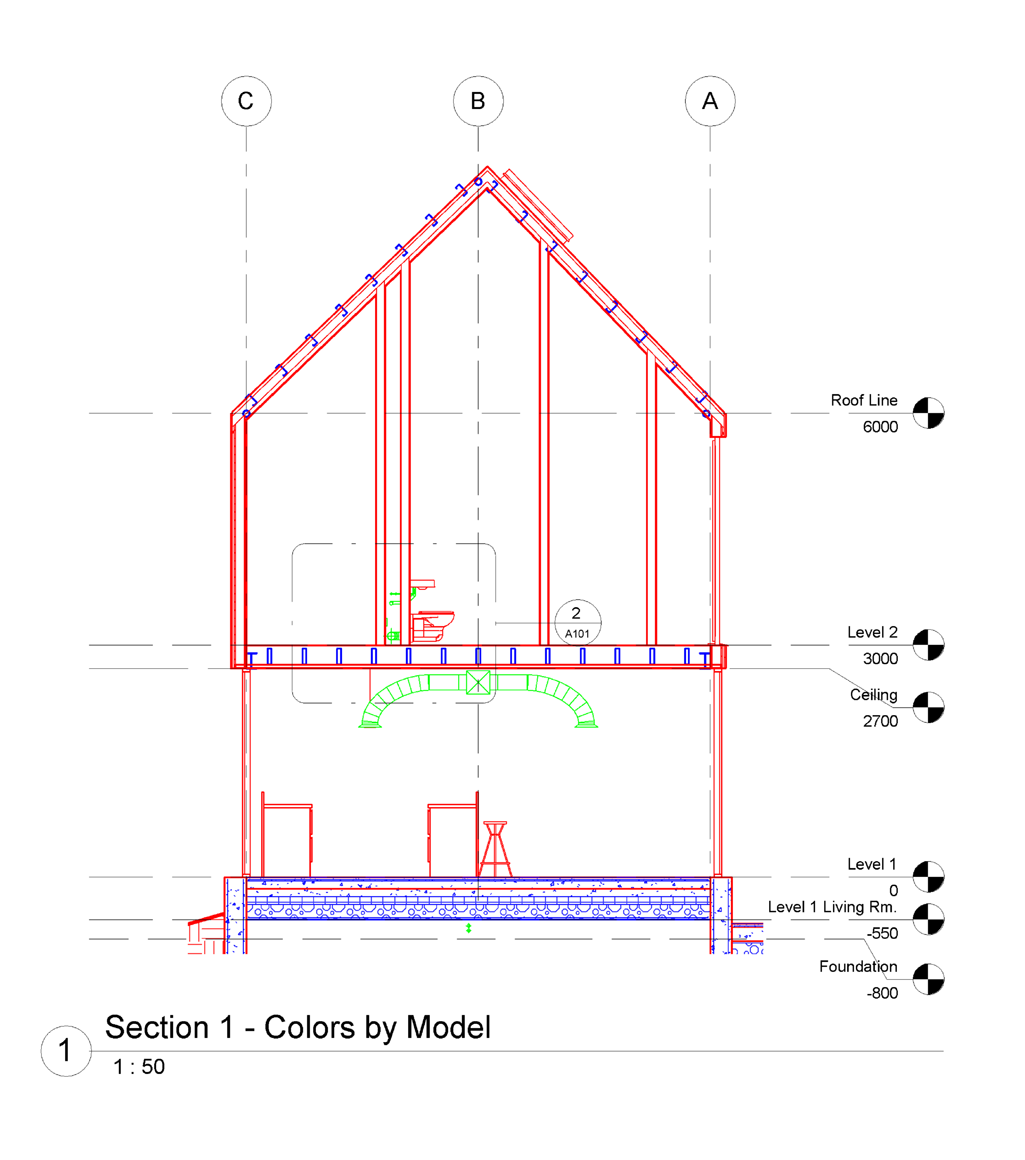 C B A
Roof Line
6000
2
A101
Level 2
3000
Ceiling
2700
Level 1
0
Level 1 Living Rm.
-550
Foundation
-800
1
Section 1 - Colors by Model
1 : 50